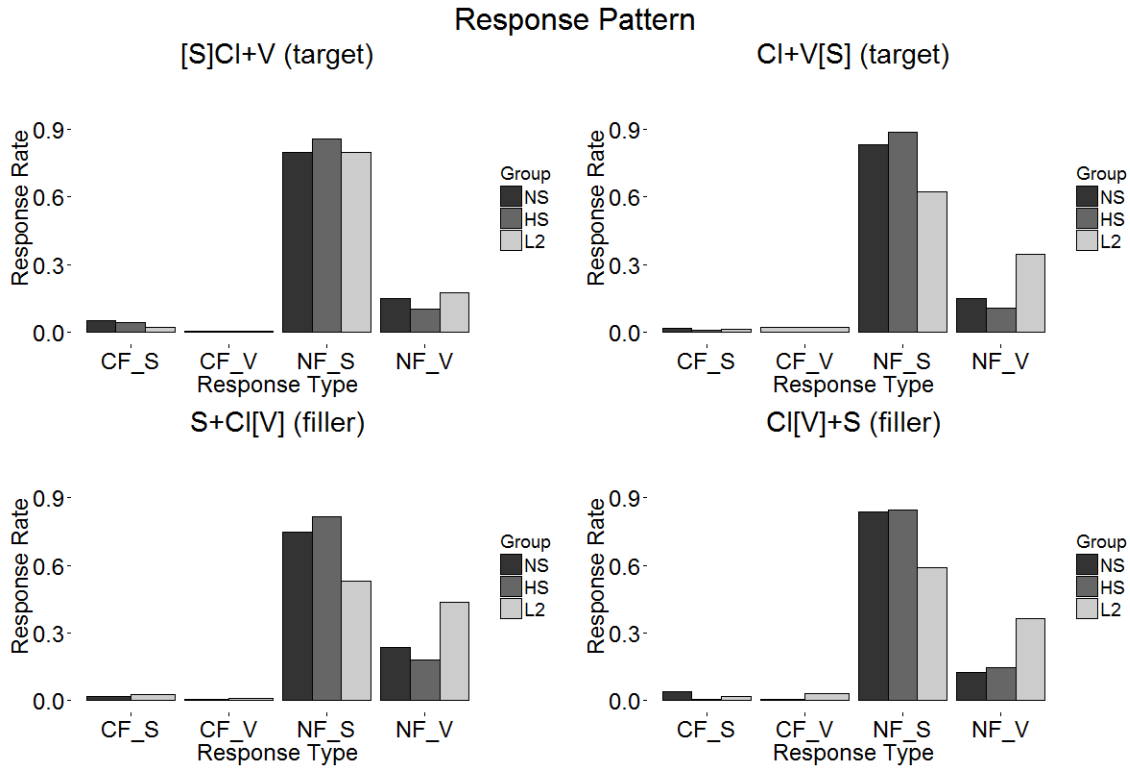 Response Pattern
[S]Cl+V (target)
Response Rate
0.9
0.6
0.3
0.0
CF_S CF_V NF_S NF_V
Response Type
Group
NS
HS
L2
Cl+V[S] (target)
Response Rate
0.9
0.6
0.3
0.0
CF_S CF_V NF_S NF_V
Response Type
Group
NS
HS
L2
S+Cl[V] (filler)
Response Rate
0.9
0.6
0.3
0.0
CF_S CF_V NF_S NF_V
Response Type
Group
NS
HS
L2
Cl[V]+S (filler)
Response Rate
0.9
0.6
0.3
0.0
CF_S CF_V NF_S NF_V
Response Type
Group
NS
HS
L2